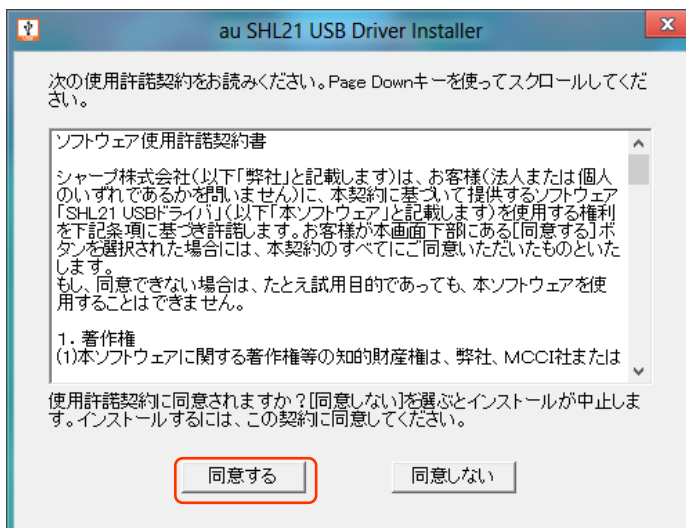 au SHL21 USB Driver Installer
次の使用許諾契約をお読みください。Page Downキーを使ってスクロールしてくだ
さい。
ソフトウェア使用許諾契約書
シャープ株式会社(以下「弊社」と記載します)は、お客様(法人または個人
のいずれであるかを問いません)に、本契約に基づいて提供するソフトウェア
「SHL21 USBドライバ」(以下「本ソフトウェア」と記載します)を使用する権利
を下記条項に基づき許諾します。お客様が本画面下部にある[同意する]ボ
タンを選択された場合には、本契約のすべてにご同意いただいたものといた
します。
もし、同意できない場合は、たとえ試用目的であっても、本ソフトウェアを使
用することはできません。
1. 著作権
(1)本ソフトウェアに関する著作権等の知的財産権は、弊社、MCCI社または
使用許諾契約に同意されますか?[同意しない]を選ぶとインストールが中止しま
す。インストールするには、この契約に同意してください。
同意する
同意しない